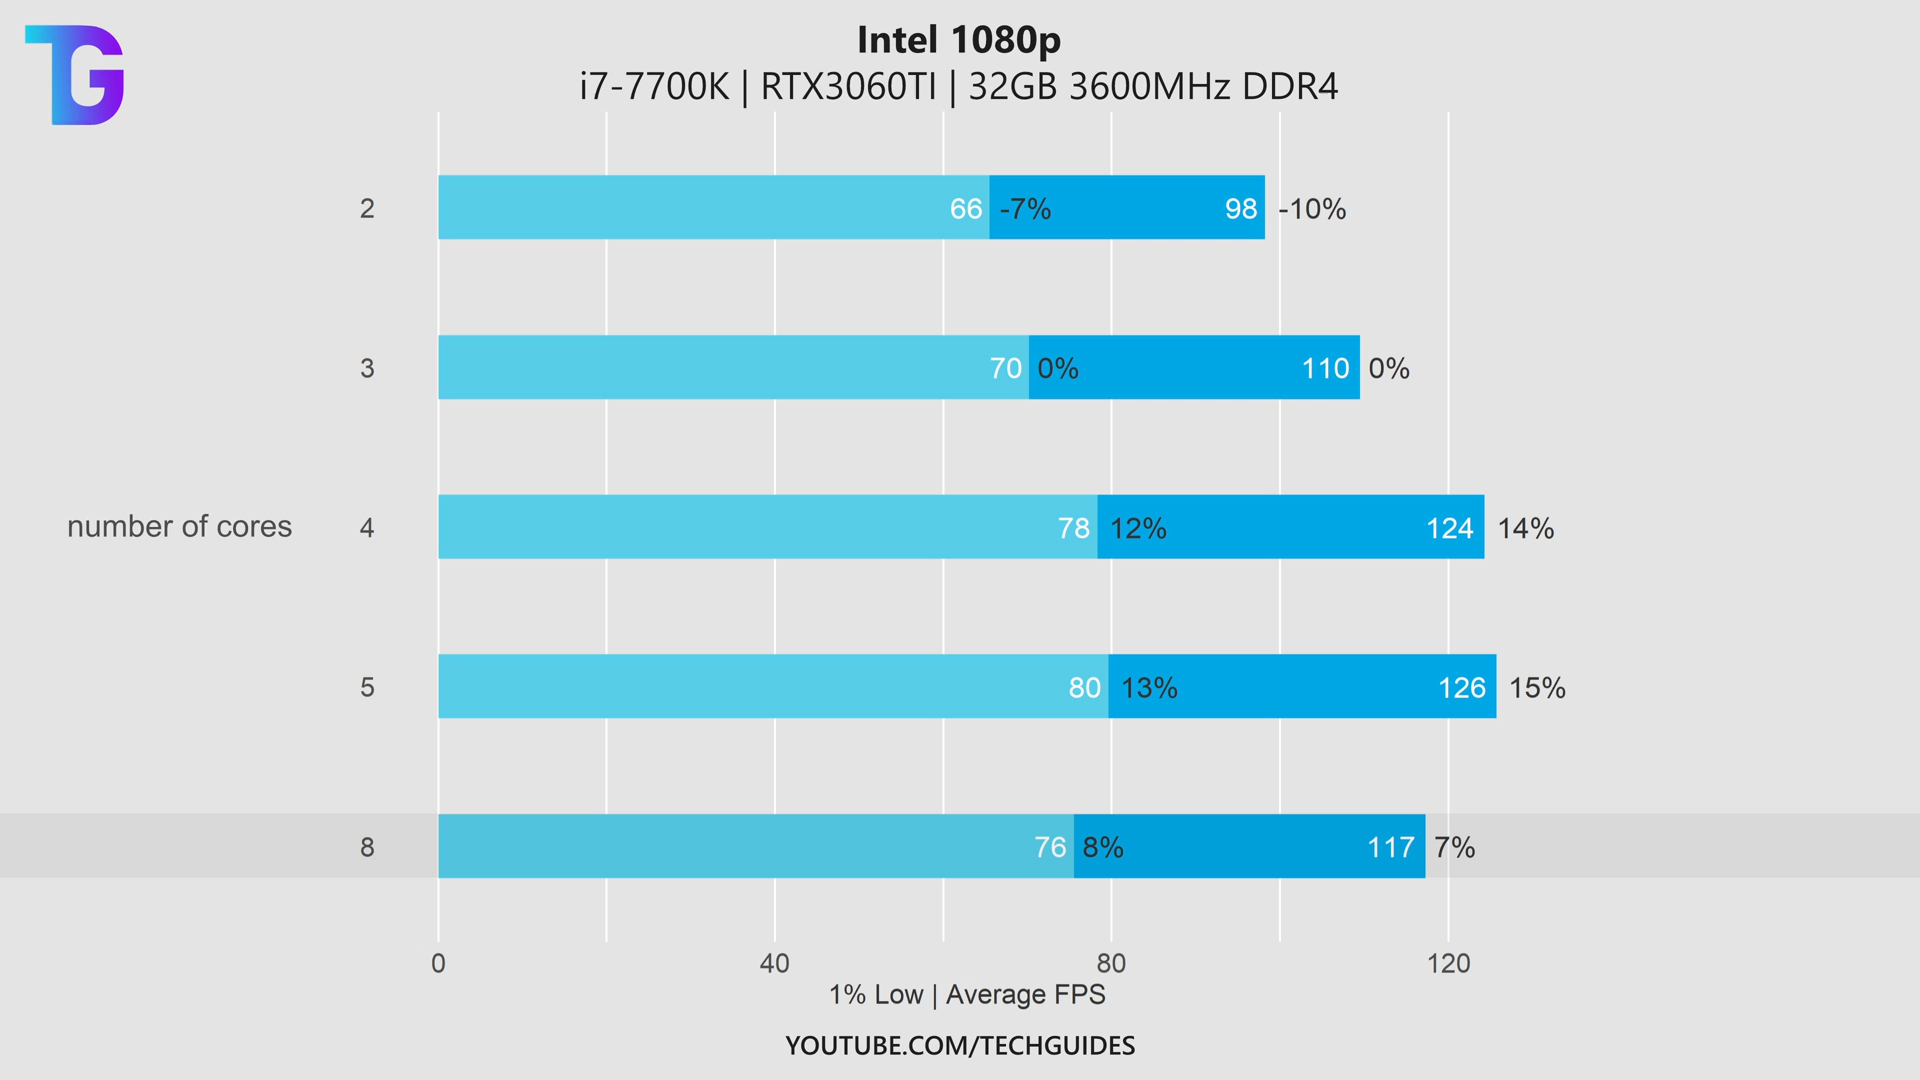 TG
Intel 1080p
i7-7700K | RTX3060TI | 32GB 3600MHz DDR4
2 66 -7% 98 -10%
3 70 0% 110 0%
number of cores 4 78 12% 124 14%
5 80 13% 126 15%
8 76 8% 117 7%
0 40 80 120
1% Low | Average FPS
YOUTUBE.COM/TECHGUIDES